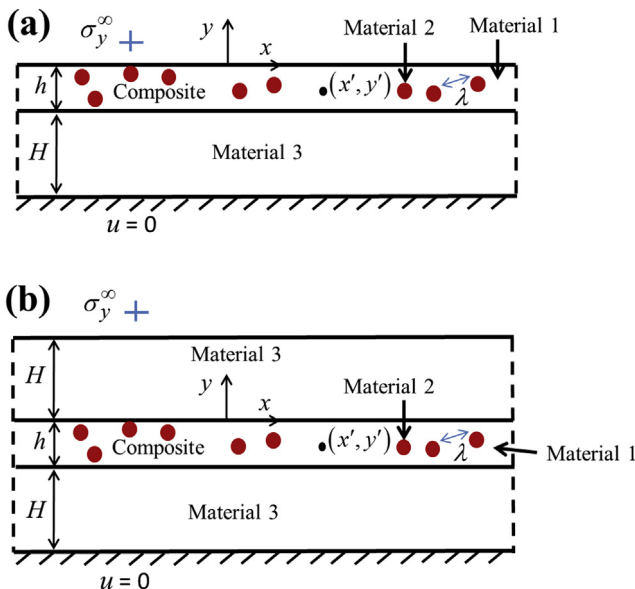 (a)
σ_y^∞
y
x
Material 2
Material 1
h
Composite
(x′, y′)
λ
H
Material 3
u = 0
(b)
σ_y^∞
H
Material 3
y
x
Material 2
h
Composite
(x′, y′)
λ
Material 1
H
Material 3
u = 0